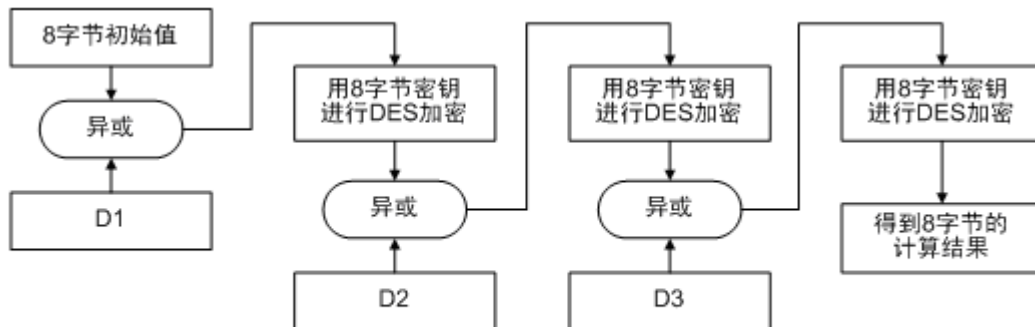 8字节初始值
异或
D1
用8字节密钥
进行DES加密
异或
D2
用8字节密钥
进行DES加密
异或
D3
用8字节密钥
进行DES加密
得到8字节的
计算结果